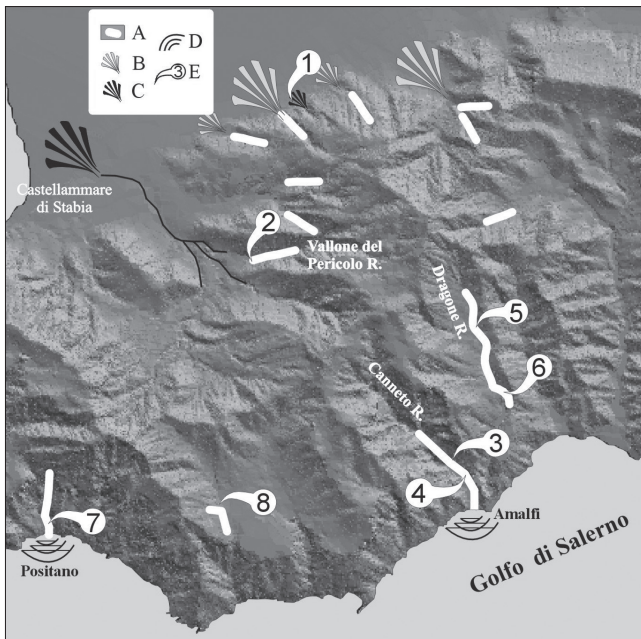 A
B
C
D
3 E
1
Castellammare
di Stabia
2
Vallone del
Pericolo R.
Dragone R.
5
6
Canneto R.
3
4
7
8
Positano
Amalfi
Golfo di Salerno